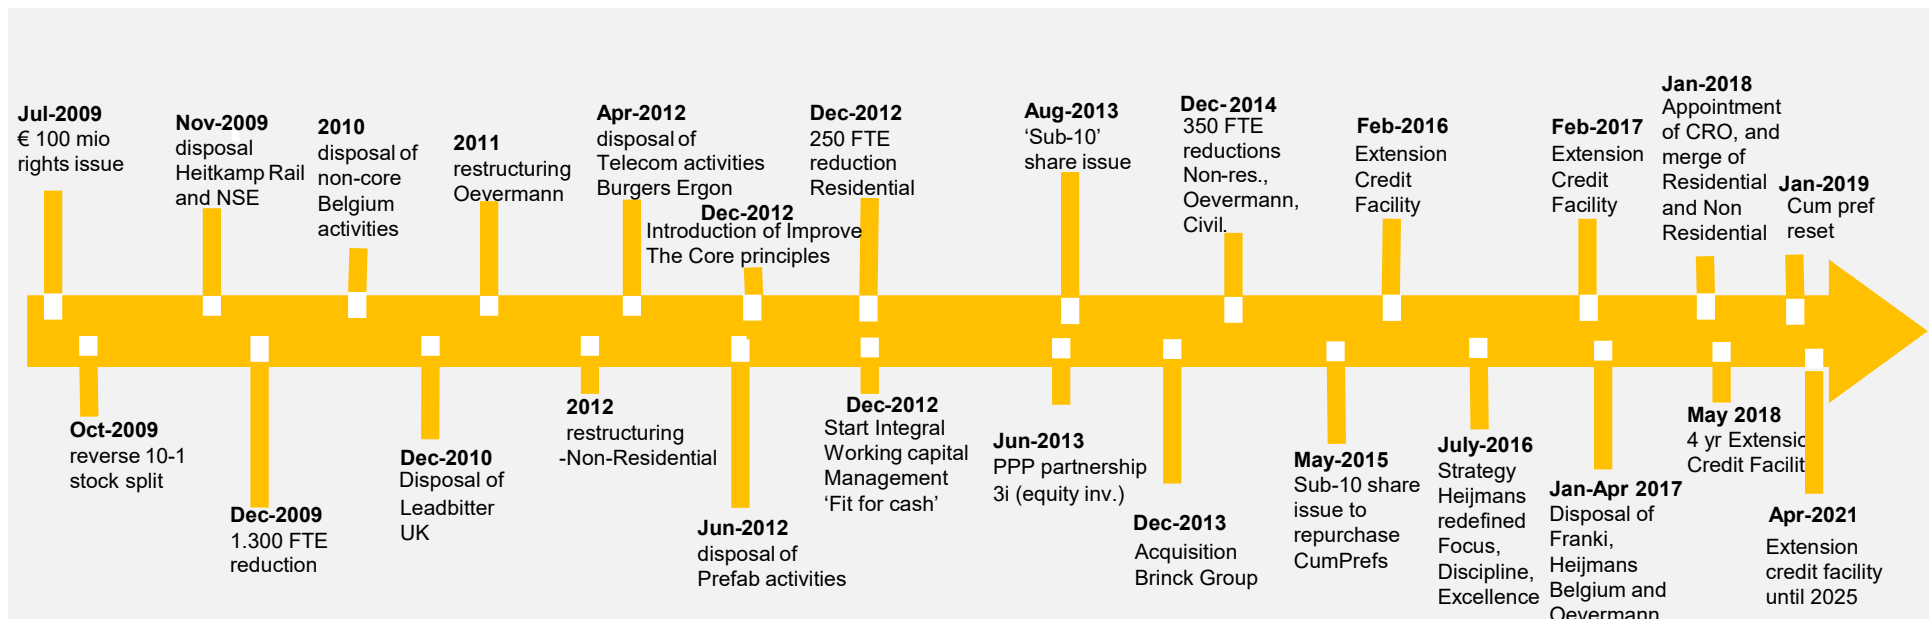 Jul-2009
€ 100 mio
rights issue
Nov-2009
disposal
Heitkamp Rail
and NSE
2010
disposal of
non-core
Belgium
activities
2011
restructuring
Oevermann
Apr-2012
disposal of
Telecom activities
Burgers Ergon
Dec-2012
Introduction of Improve
The Core principles
Dec-2012
250 FTE
reduction
Residential
Aug-2013
‘Sub-10’
share issue
Dec-2014
350 FTE
reductions
Non-res.,
Oevermann,
Civil.
Feb-2016
Extension
Credit
Facility
Feb-2017
Extension
Credit
Facility
Jan-2018
Appointment
of CRO, and
merge of
Residential
and Non
Residential
Jan-2019
Cum pref
reset
Oct-2009
reverse 10-1
stock split
Dec-2009
1.300 FTE
reduction
Dec-2010
Disposal of
Leadbitter
UK
2012
restructuring
-Non-Residential
Jun-2012
disposal of
Prefab activities
Dec-2012
Start Integral
Working capital
Management
‘Fit for cash’
Jun-2013
PPP partnership
3i (equity inv.)
Dec-2013
Acquisition
Brinck Group
May-2015
Sub-10 share
issue to
repurchase
CumPrefs
July-2016
Strategy
Heijmans
redefined
Focus,
Discipline,
Excellence
Jan-Apr 2017
Disposal of
Franki,
Heijmans
Belgium and
Oevermann
May 2018
4 yr Extensio
Credit Facilit
Apr-2021
Extension
credit facility
until 2025